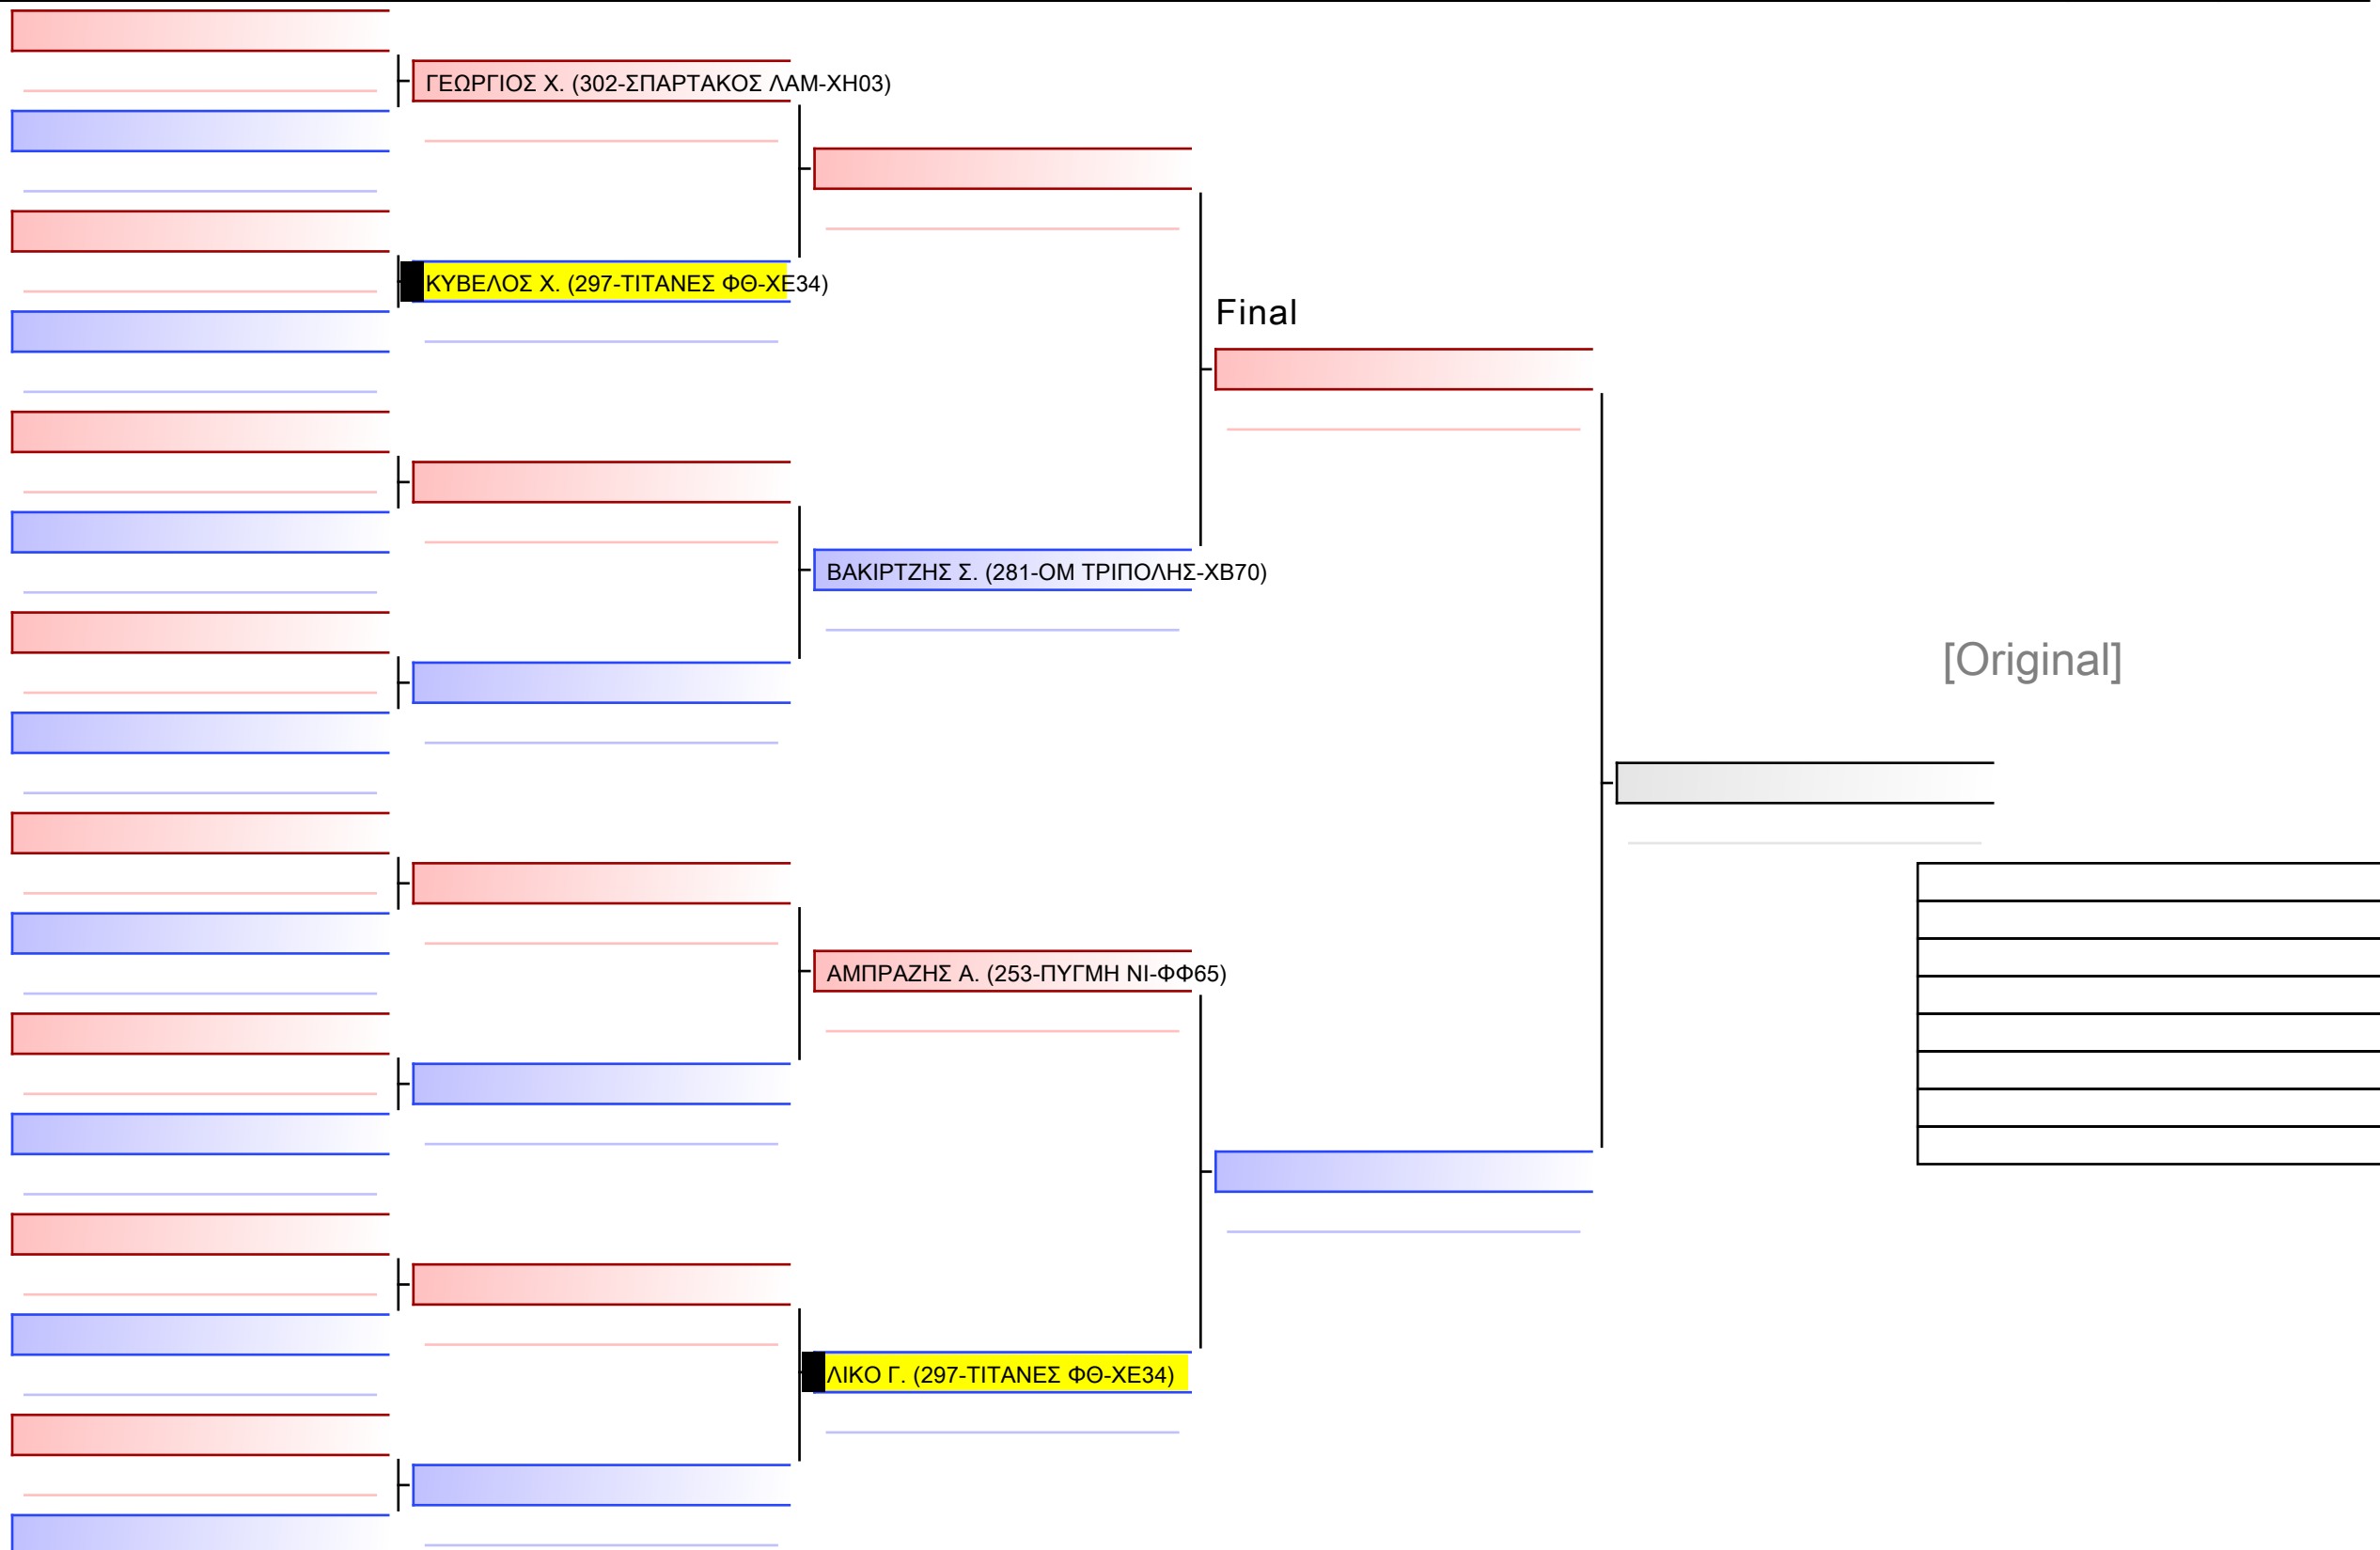 ΓΕΩΡΓΙΟΣ Χ. (302-ΣΠΑΡΤΑΚΟΣ ΛΑΜ-ΧΗ03)
ΚΥΒΕΛΟΣ Χ. (297-ΤΙΤΑΝΕΣ ΦΘ-ΧΕ34)
Final
ΒΑΚΙΡΤΖΗΣ Σ. (281-ΟΜ ΤΡΙΠΟΛΗΣ-ΧΒ70)
[Original]
ΑΜΠΡΑΖΗΣ Α. (253-ΠΥΓΜΗ ΝΙ-ΦΦ65)
ΛΙΚΟ Γ. (297-ΤΙΤΑΝΕΣ ΦΘ-ΧΕ34)